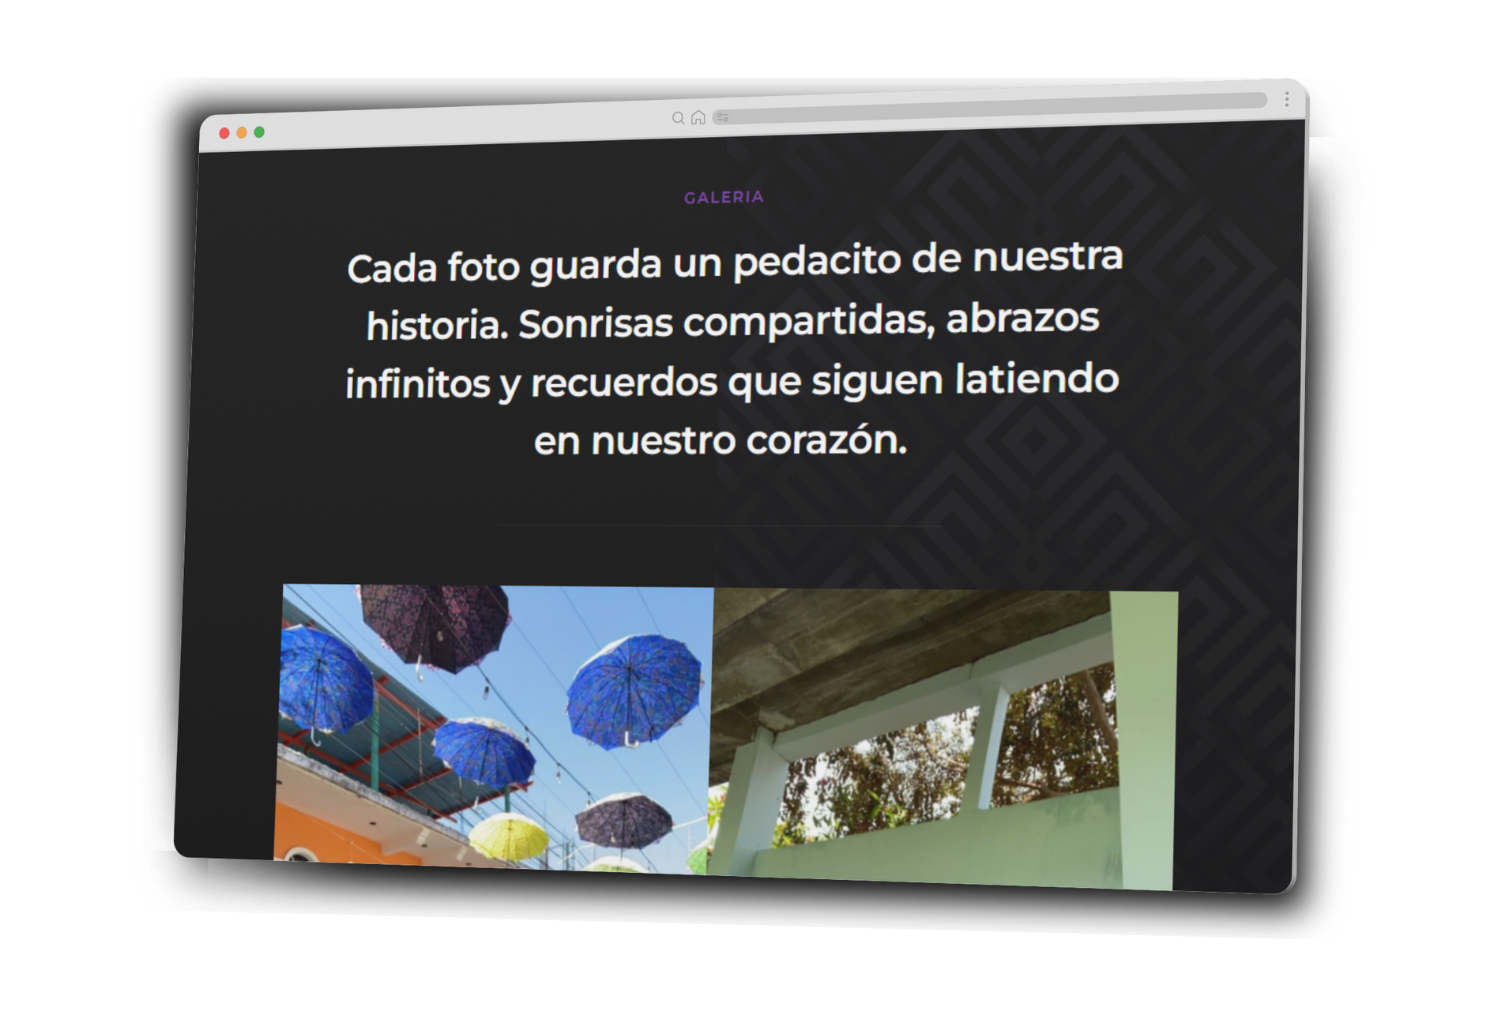 GALERIA
Cada foto guarda un pedacito de nuestra
historia. Sonrisas compartidas, abrazos
infinitos y recuerdos que siguen latiendo
en nuestro corazón.